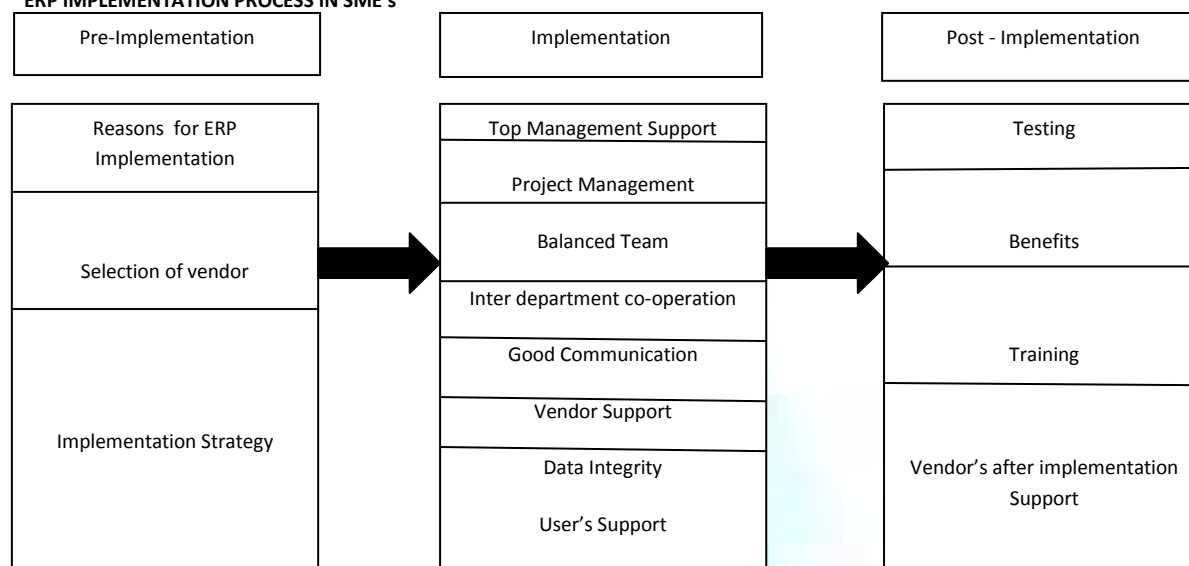 ERP IMPLEMENTATION PROCESS IN SME's
Pre-Implementation
Implementation
Post - Implementation
Reasons for ERP
Implementation
Selection of vendor
Implementation Strategy
Top Management Support
Project Management
Balanced Team
Inter department co-operation
Good Communication
Vendor Support
Data Integrity
User's Support
Testing
Benefits
Training
Vendor's after implementation
Support